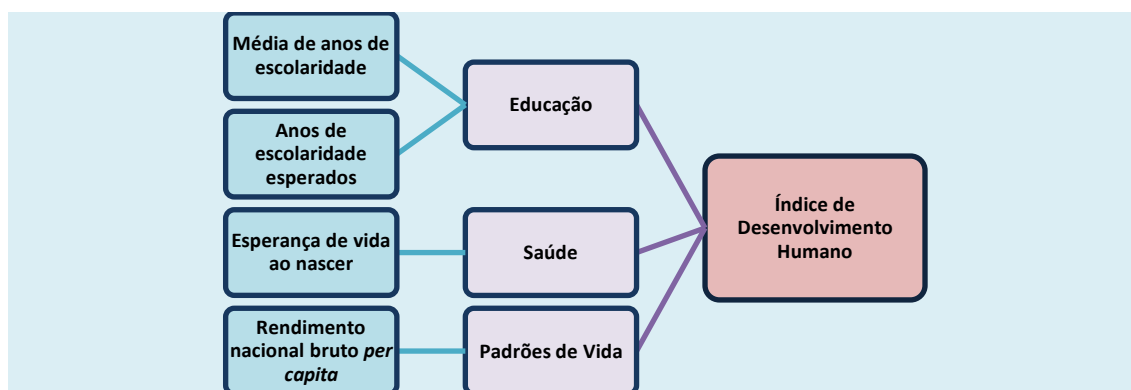 Média de anos de
escolaridade
Anos de
escolaridade
esperados
Esperança de vida
ao nascer
Rendimento
nacional bruto per
capita
Educação
Saúde
Padrões de Vida
Índice de
Desenvolvimento
Humano